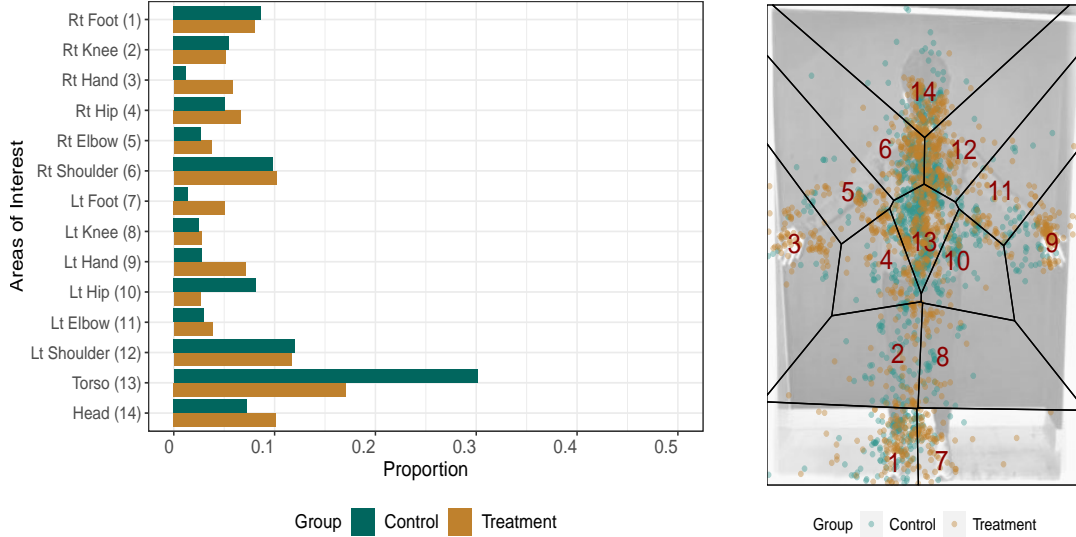 Areas of Interest
Rt Foot (1)
Rt Knee (2)
Rt Hand (3)
Rt Hip (4)
Rt Elbow (5)
Rt Shoulder (6)
Lt Foot (7)
Lt Knee (8)
Lt Hand (9)
Lt Hip (10)
Lt Elbow (11)
Lt Shoulder (12)
Torso (13)
Head (14)
0 0.1 0.2 0.3 0.4 0.5
Proportion
Group Control Treatment
14
6 12
5 11
3 13 9
4 10
2 8
1 7
Group Control Treatment